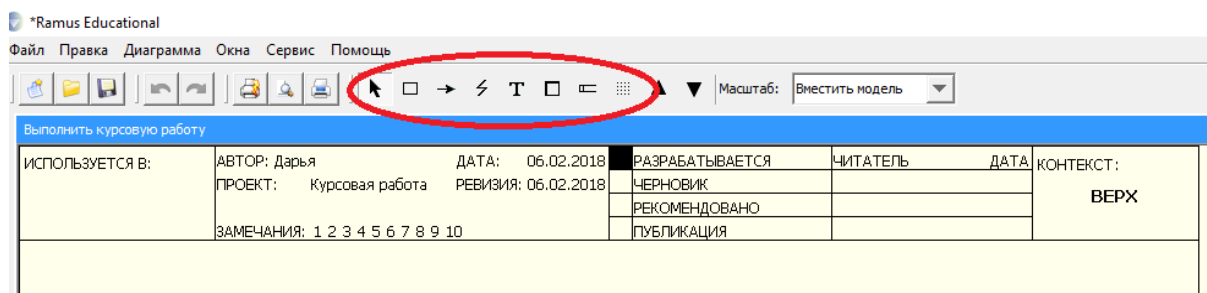 *Ramus Educational
Файл Правка Диаграмма Окна Сервис Помощь
T Масштаб: Вместить модель
Выполнить курсовую работу
ИСПОЛЬЗУЕТСЯ В: АВТОР: Дарья ДАТА: 06.02.2018 РАЗРАБАТЫВАЕТСЯ ЧИТАТЕЛЬ ДАТА КОНТЕКСТ:
ПРОЕКТ: Курсовая работа РЕВИЗИЯ: 06.02.2018 ЧЕРНОВИК ВЕРХ
РЕКОМЕНДОВАНО
ЗАМЕЧАНИЯ: 1 2 3 4 5 6 7 8 9 10 ПУБЛИКАЦИЯ